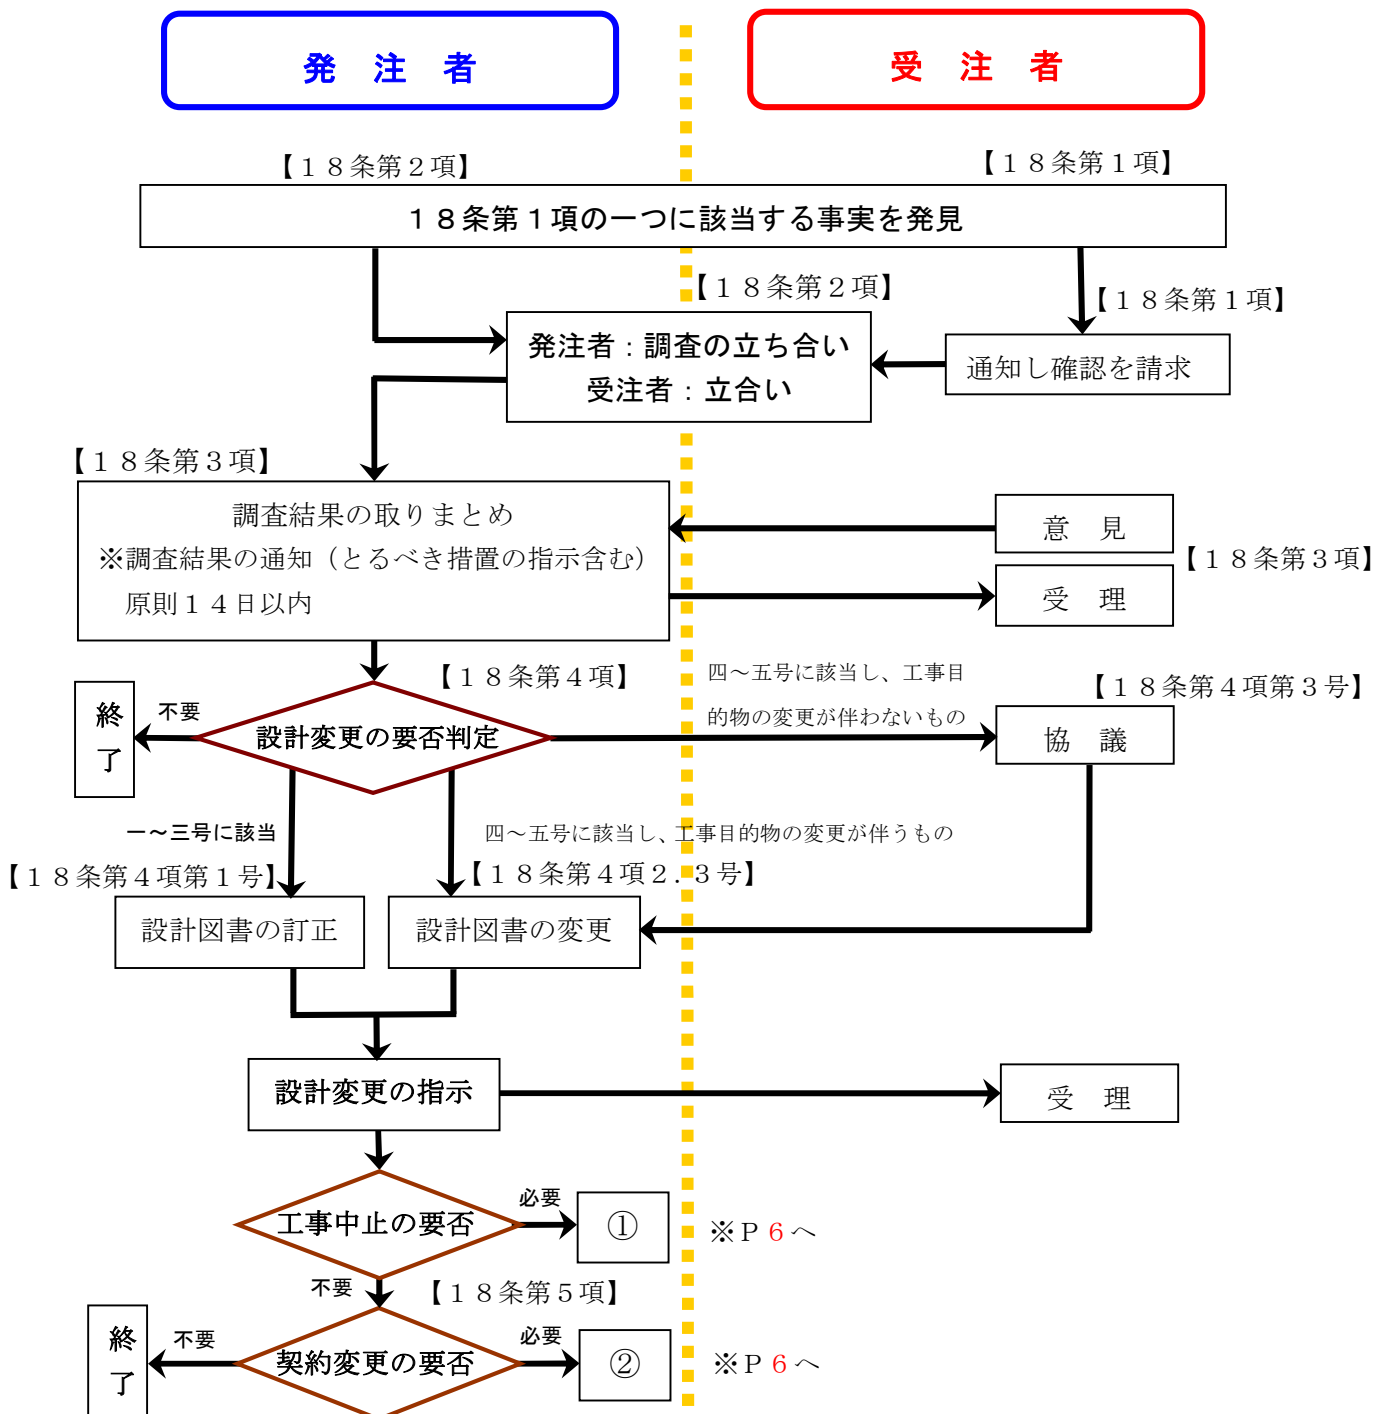 発　注　者
受　注　者
【１８条第２項】
【１８条第１項】
１８条第１項の一つに該当する事実を発見
【１８条第２項】
【１８条第１項】
発注者：調査の立ち合い
受注者：立合い
通知し確認を請求
【１８条第３項】
調査結果の取りまとめ
※調査結果の通知（とるべき措置の指示含む）
原則１４日以内
意　見
【１８条第３項】
受　理
【１８条第４項】
四～五号に該当し、工事目
的物の変更が伴わないもの
【１８条第４項第３号】
終
了
不要
設計変更の要否判定
協　議
一～三号に該当
四～五号に該当し、工事目的物の変更が伴うもの
【１８条第４項第１号】
【１８条第４項２．３号】
設計図書の訂正
設計図書の変更
設計変更の指示
受　理
工事中止の要否
必要
①
※Ｐ６へ
不要
【１８条第５項】
終
了
不要
契約変更の要否
必要
②
※Ｐ６へ